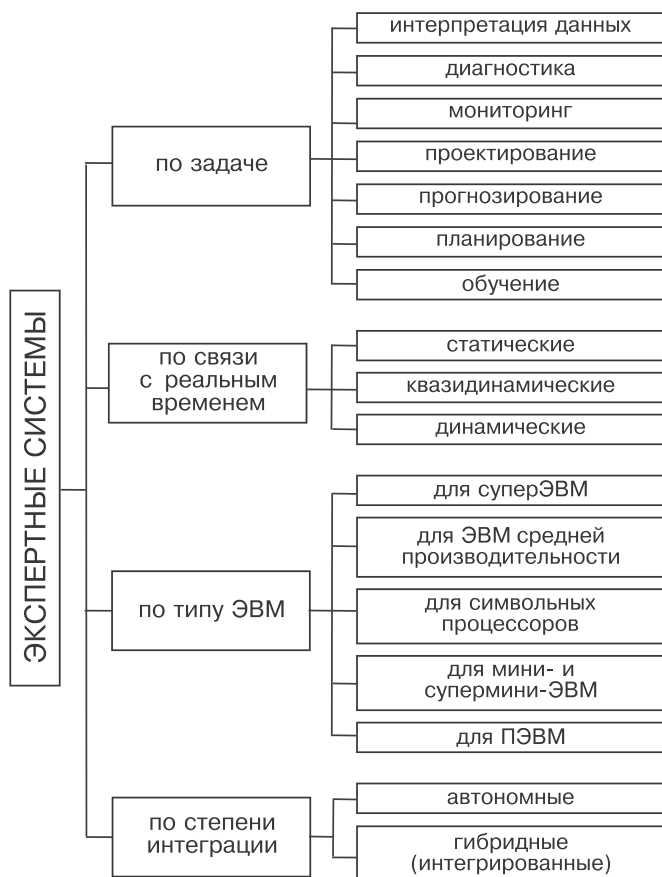 ЭКСПЕРТНЫЕ СИСТЕМЫ
по задаче
интерпретация данных
диагностика
мониторинг
проектирование
прогнозирование
планирование
обучение
по связи
с реальным
временем
статические
квазидинамические
динамические
по типу ЭВМ
для суперЭВМ
для ЭВМ средней
производительности
для символьных
процессоров
для мини- и
супермини-ЭВМ
для ПЭВМ
по степени
интеграции
автономные
гибридные
(интегрированные)